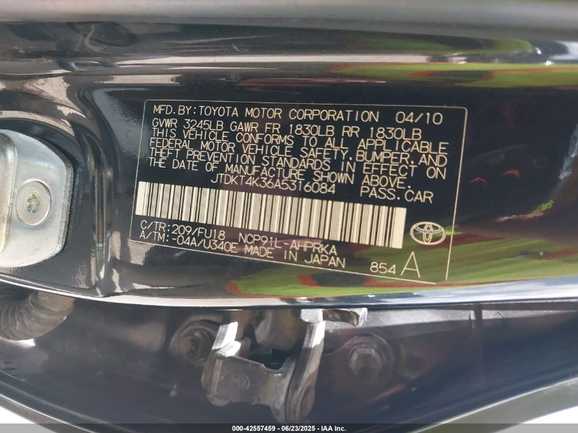 MFD.BY: TOYOTA MOTOR CORPORATION 04/10
GVWR 3245LB GAWR FR 1830LB RR 1830LB
THIS VEHICLE CONFORMS TO ALL APPLICABLE
FEDERAL MOTOR VEHICLE SAFETY, BUMPER, AND
THEFT PREVENTION STANDARDS IN EFFECT ON
THE DATE OF MANUFACTURE SHOWN ABOVE.
JTDKT4K36A5316084 PASS.CAR
C/TR: 209/FU18 NCP91L-AHPRKA
A/TM: -04A/U340E MADE IN JAPAN
854 A
000-42557459 - 06/23/2025 - IAA Inc.